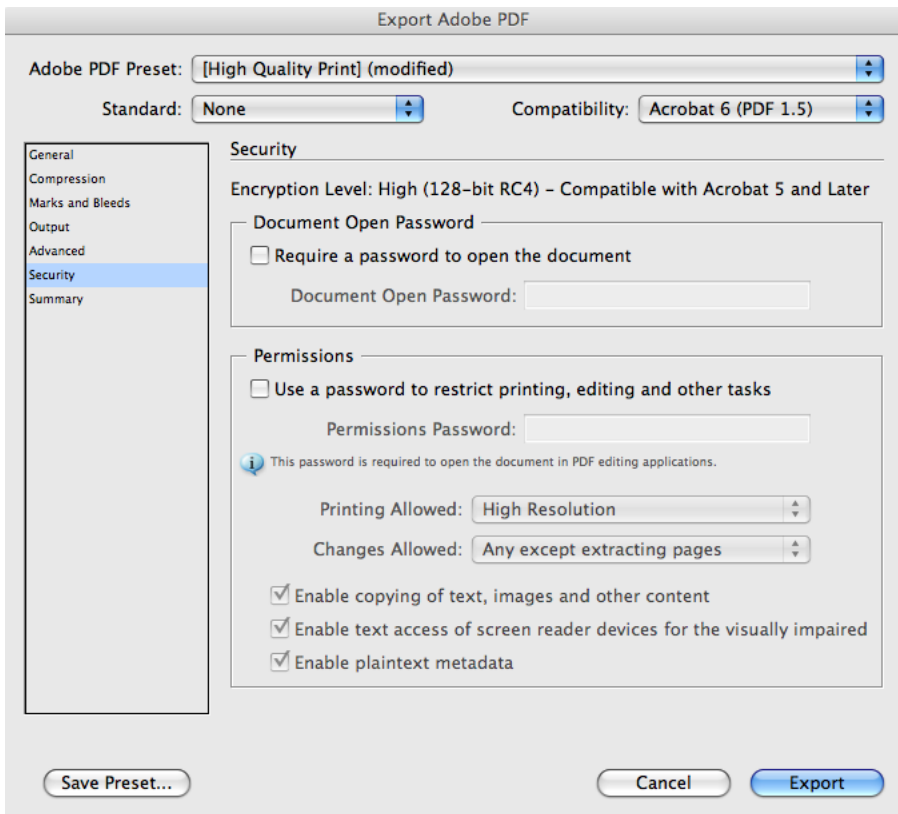 Export Adobe PDF
Adobe PDF Preset: [High Quality Print] (modified)
Standard: None Compatibility: Acrobat 6 (PDF 1.5)
General
Compression
Marks and Bleeds
Output
Advanced
Security
Summary
Security
Encryption Level: High (128-bit RC4) – Compatible with Acrobat 5 and Later
Document Open Password
Require a password to open the document
Document Open Password:
Permissions
Use a password to restrict printing, editing and other tasks
Permissions Password:
This password is required to open the document in PDF editing applications.
Printing Allowed: High Resolution
Changes Allowed: Any except extracting pages
Enable copying of text, images and other content
Enable text access of screen reader devices for the visually impaired
Enable plaintext metadata
Save Preset... Cancel Export